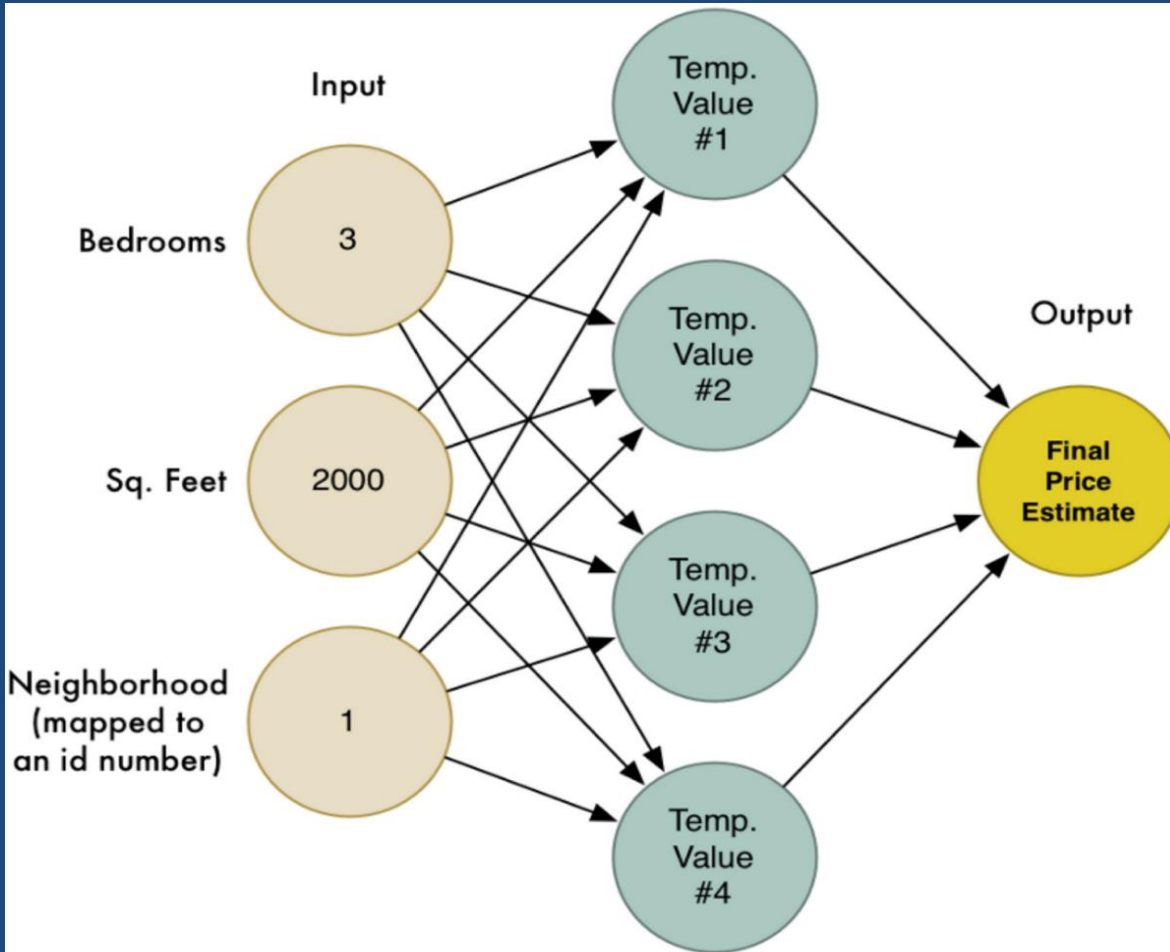 Input
Bedrooms
3
Sq. Feet
2000
Neighborhood
(mapped to
an id number)
1
Temp.
Value
#1
Temp.
Value
#2
Temp.
Value
#3
Temp.
Value
#4
Output
Final
Price
Estimate